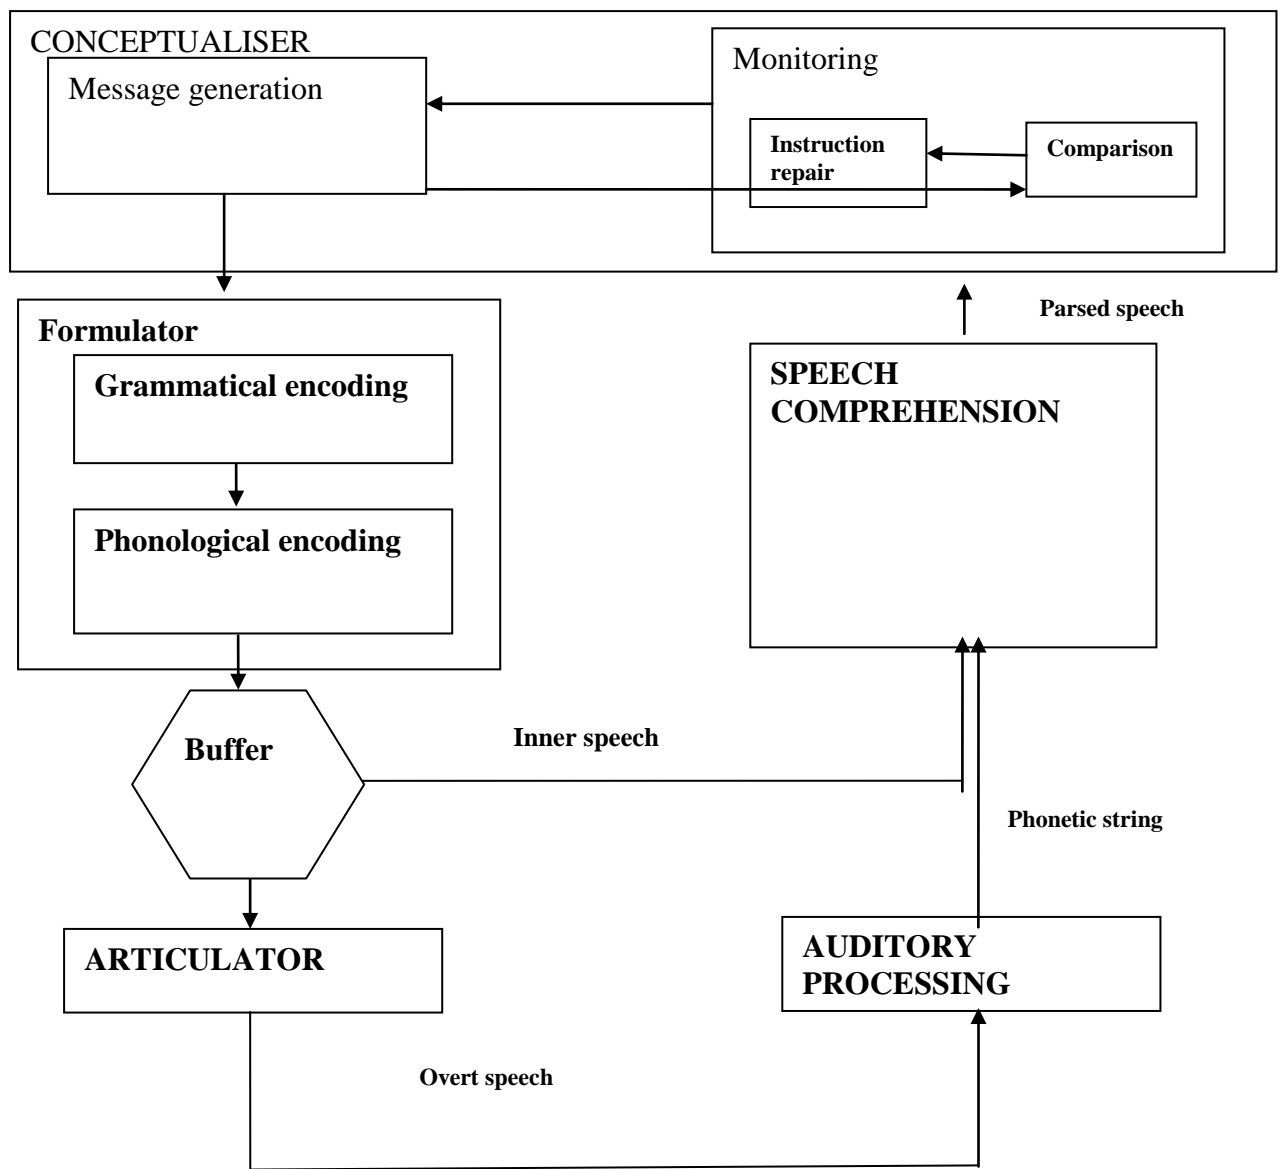 CONCEPTUALISER
Message generation
Monitoring
Instruction
repair
Comparison
Formulator
Grammatical encoding
Phonological encoding
Parsed speech
SPEECH
COMPREHENSION
Buffer
Inner speech
Phonetic string
ARTICULATOR
AUDITORY
PROCESSING
Overt speech